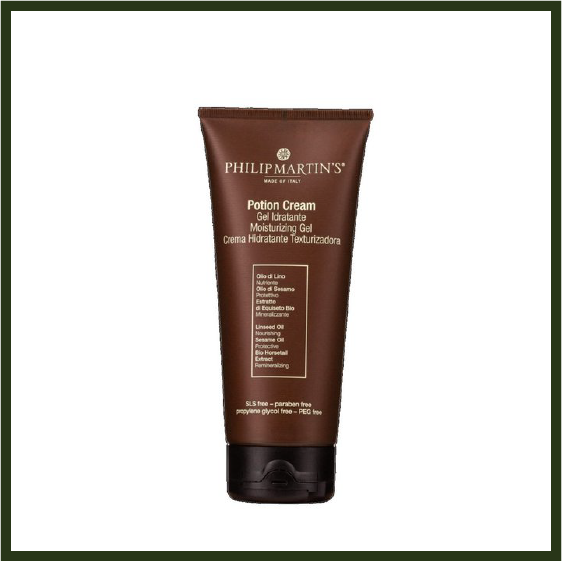 PHILIP MARTIN'S®
MADE OF ITALY
Potion Cream
Gel Idratante
Moisturizing Gel
Crema Hidratante Texturizadora
Olio di Lino
Nutriente
Olio di Sesamo
Protettivo
Estratto
di Equiseto Bio
Mineralizzante
Linseed Oil
Nourishing
Sesame Oil
Protective
Bio Horsetail
Extract
Remineralizing
SLS free – paraben free
propylene glycol free – PEG free